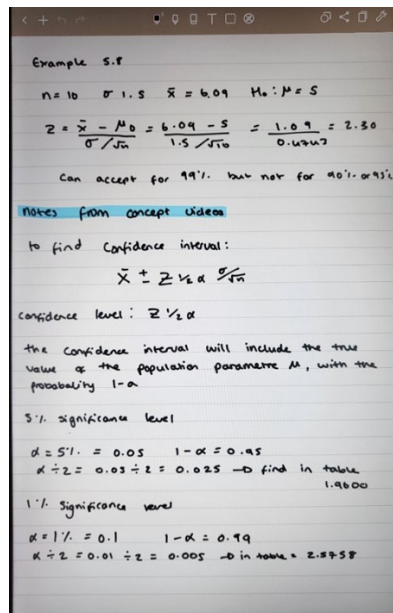 Example 5.8
n = 10 σ 1.5 x̄ = 6.09 H₀ : μ = 5
Z = x̄ - μ₀ / σ/√n = 6.09 - 5 / 1.5/√10 = 1.09 / 0.4743 = 2.30
Can accept for 99% but not for 90% or 95%
notes from concept videos
to find confidence interval:
x̄ ± Z ½ α σ/√n
confidence level : Z ½ α
the confidence interval will include the true
value of the population parametre μ, with the
probability 1-α
5% significance level
α = 5% = 0.05 1-α = 0.95
α ÷ 2 = 0.05 ÷ 2 = 0.025 → find in table
1.9600
1% significance level
α = 1% = 0.1 1-α = 0.99
α ÷ 2 = 0.01 ÷ 2 = 0.005 → in table = 2.5758